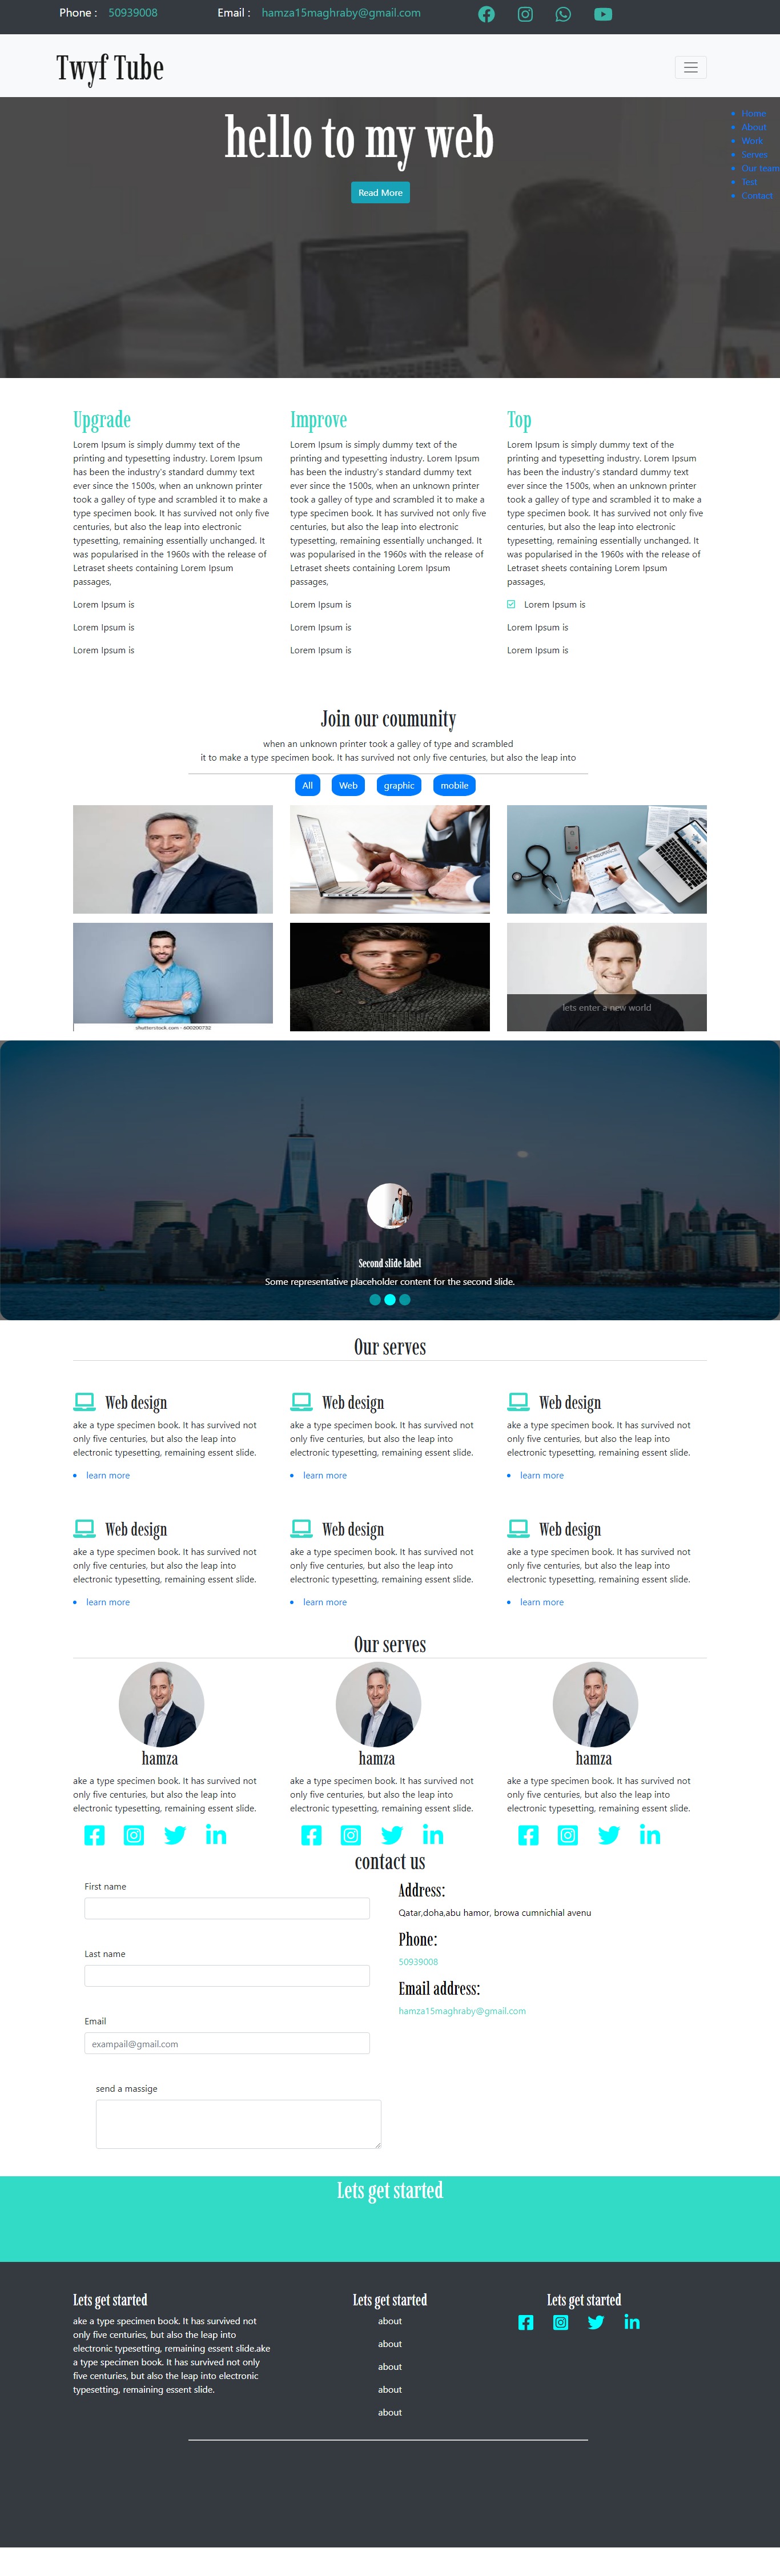 Phone : 50939008 Email : hamza15maghraby@gmail.com
Twyf Tube
hello to my web
Read More
Home
About
Work
Serves
Our team
Test
Contact
Upgrade
Lorem Ipsum is simply dummy text of the
printing and typesetting industry. Lorem Ipsum
has been the industry's standard dummy text
ever since the 1500s, when an unknown printer
took a galley of type and scrambled it to make a
type specimen book. It has survived not only five
centuries, but also the leap into electronic
typesetting, remaining essentially unchanged. It
was popularised in the 1960s with the release of
Letraset sheets containing Lorem Ipsum
passages,
Lorem Ipsum is
Lorem Ipsum is
Lorem Ipsum is
Improve
Lorem Ipsum is simply dummy text of the
printing and typesetting industry. Lorem Ipsum
has been the industry's standard dummy text
ever since the 1500s, when an unknown printer
took a galley of type and scrambled it to make a
type specimen book. It has survived not only five
centuries, but also the leap into electronic
typesetting, remaining essentially unchanged. It
was popularised in the 1960s with the release of
Letraset sheets containing Lorem Ipsum
passages,
Lorem Ipsum is
Lorem Ipsum is
Lorem Ipsum is
Top
Lorem Ipsum is simply dummy text of the
printing and typesetting industry. Lorem Ipsum
has been the industry's standard dummy text
ever since the 1500s, when an unknown printer
took a galley of type and scrambled it to make a
type specimen book. It has survived not only five
centuries, but also the leap into electronic
typesetting, remaining essentially unchanged. It
was popularised in the 1960s with the release of
Letraset sheets containing Lorem Ipsum
passages,
Lorem Ipsum is
Lorem Ipsum is
Lorem Ipsum is
Join our coumunity
when an unknown printer took a galley of type and scrambled
it to make a type specimen book. It has survived not only five centuries, but also the leap into
All Web graphic mobile
shutterstock.com · 600200732
lets enter a new world
Second slide label
Some representative placeholder content for the second slide.
Our serves
Web design
ake a type specimen book. It has survived not
only five centuries, but also the leap into
electronic typesetting, remaining essent slide.
learn more
Web design
ake a type specimen book. It has survived not
only five centuries, but also the leap into
electronic typesetting, remaining essent slide.
learn more
Web design
ake a type specimen book. It has survived not
only five centuries, but also the leap into
electronic typesetting, remaining essent slide.
learn more
Web design
ake a type specimen book. It has survived not
only five centuries, but also the leap into
electronic typesetting, remaining essent slide.
learn more
Web design
ake a type specimen book. It has survived not
only five centuries, but also the leap into
electronic typesetting, remaining essent slide.
learn more
Web design
ake a type specimen book. It has survived not
only five centuries, but also the leap into
electronic typesetting, remaining essent slide.
learn more
Our serves
hamza
ake a type specimen book. It has survived not
only five centuries, but also the leap into
electronic typesetting, remaining essent slide.
hamza
ake a type specimen book. It has survived not
only five centuries, but also the leap into
electronic typesetting, remaining essent slide.
hamza
ake a type specimen book. It has survived not
only five centuries, but also the leap into
electronic typesetting, remaining essent slide.
contact us
First name
Last name
Email
exampail@gmail.com
send a massige
Address:
Qatar,doha,abu hamor, browa cumnichial avenu
Phone:
50939008
Email address:
hamza15maghraby@gmail.com
Lets get started
Lets get started
ake a type specimen book. It has survived not
only five centuries, but also the leap into
electronic typesetting, remaining essent slide.ake
a type specimen book. It has survived not only
five centuries, but also the leap into electronic
typesetting, remaining essent slide.
Lets get started
about
about
about
about
about
Lets get started